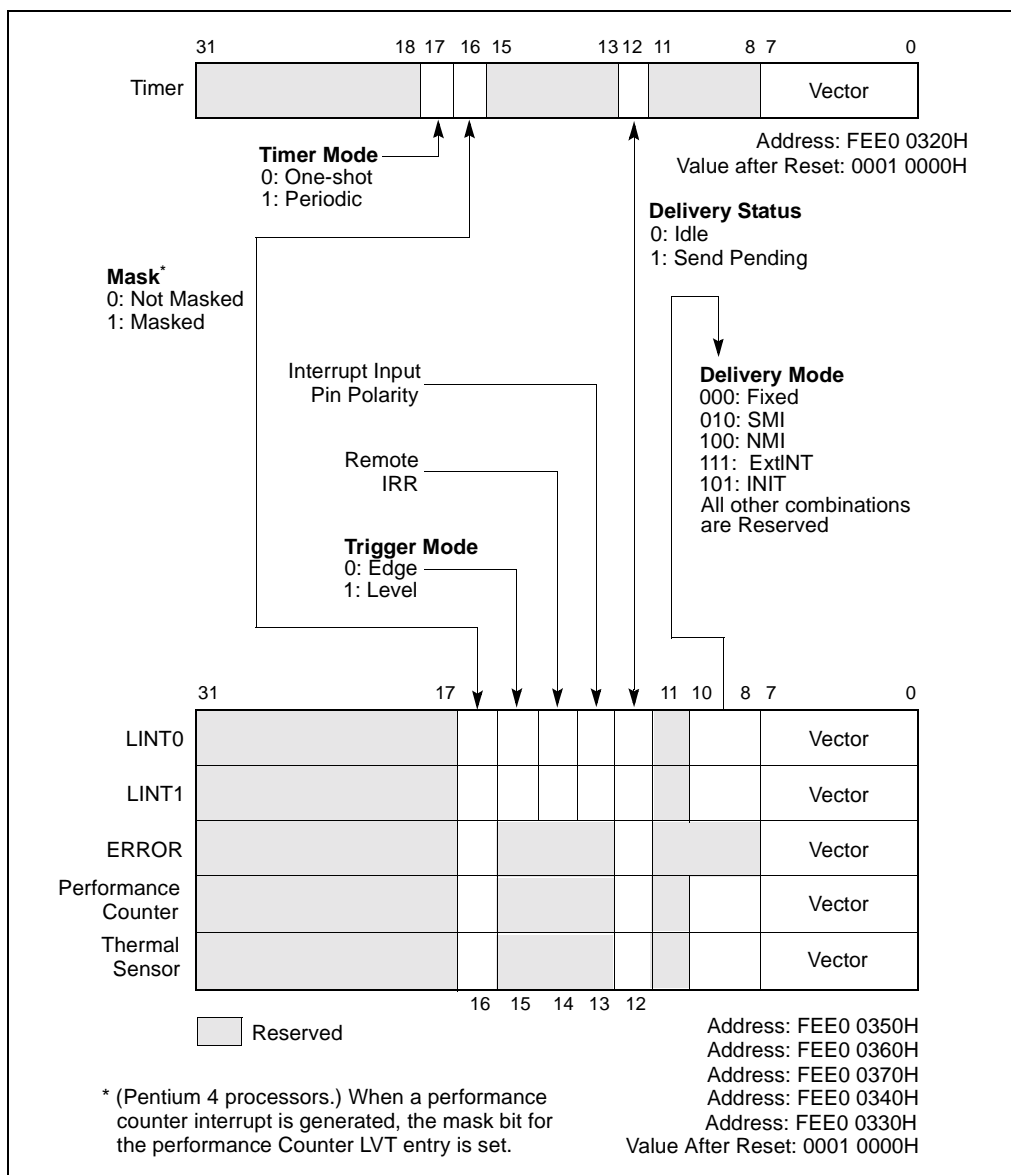 31 18 17 16 15 13 12 11 8 7 0
Timer Vector
Address: FEE0 0320H
Value after Reset: 0001 0000H
Timer Mode
0: One-shot
1: Periodic
Delivery Status
0: Idle
1: Send Pending
Mask*
0: Not Masked
1: Masked
Interrupt Input
Pin Polarity
Delivery Mode
000: Fixed
010: SMI
100: NMI
111: ExtINT
101: INIT
All other combinations
are Reserved
Remote
IRR
Trigger Mode
0: Edge
1: Level
31 17 11 10 8 7 0
LINT0 Vector
LINT1 Vector
ERROR Vector
Performance
Counter Vector
Thermal
Sensor Vector
16 15 14 13 12
Reserved
Address: FEE0 0350H
Address: FEE0 0360H
Address: FEE0 0370H
Address: FEE0 0340H
Address: FEE0 0330H
Value After Reset: 0001 0000H
* (Pentium 4 processors.) When a performance
counter interrupt is generated, the mask bit for
the performance Counter LVT entry is set.